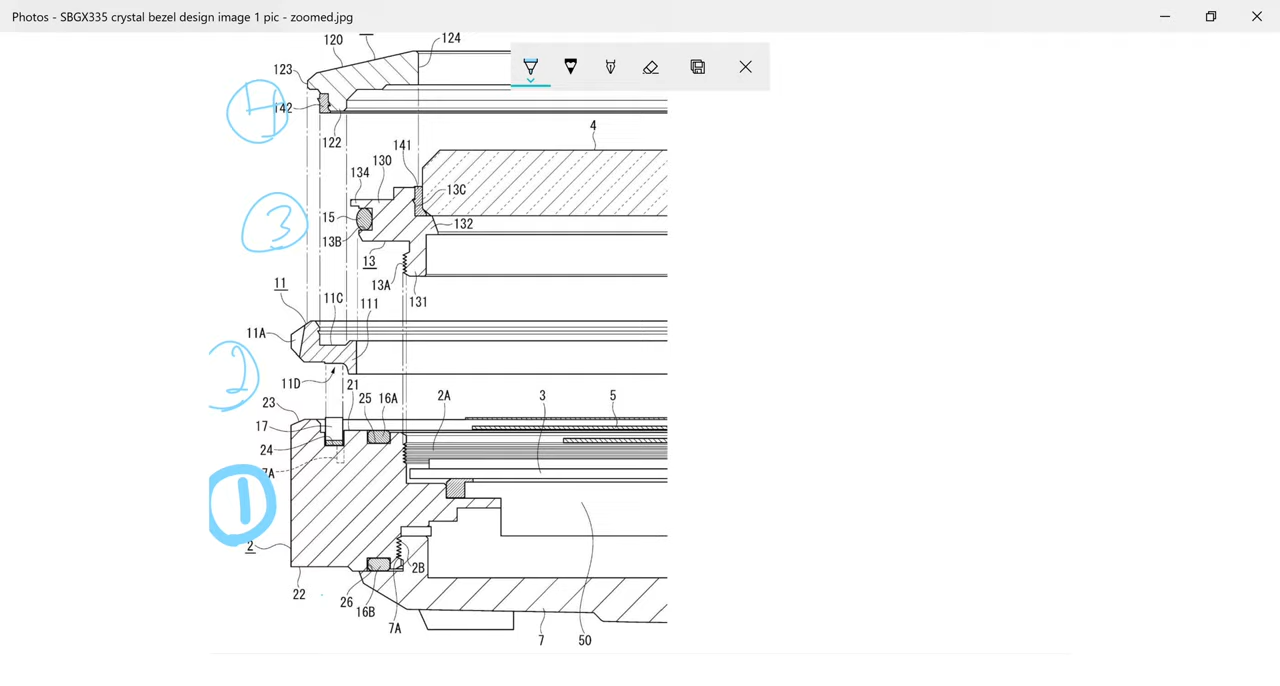 Photos - SBGX335 crystal bezel design image 1 pic - zoomed.jpg
120
124
123
142
122
4
4
141
134 130
13C
15
132
3
13B
13
13A
131
11
11C 111
11A
2
11D
21
23 25 16A 2A 3 5
17
24
7A
1
2
2B
22
26
16B
7A 7 50